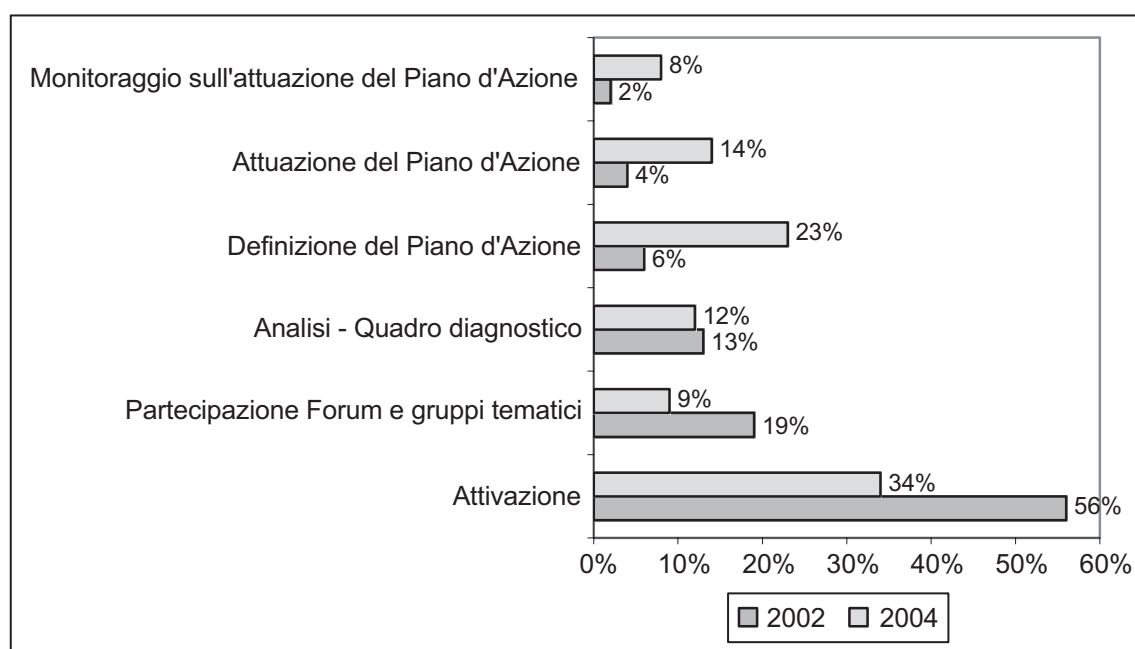 Monitoraggio sull'attuazione del Piano d'Azione
8%
2%
Attuazione del Piano d'Azione
14%
4%
Definizione del Piano d'Azione
23%
6%
Analisi - Quadro diagnostico
12%
13%
Partecipazione Forum e gruppi tematici
9%
19%
Attivazione
34%
56%
0% 10% 20% 30% 40% 50% 60%
2002 2004